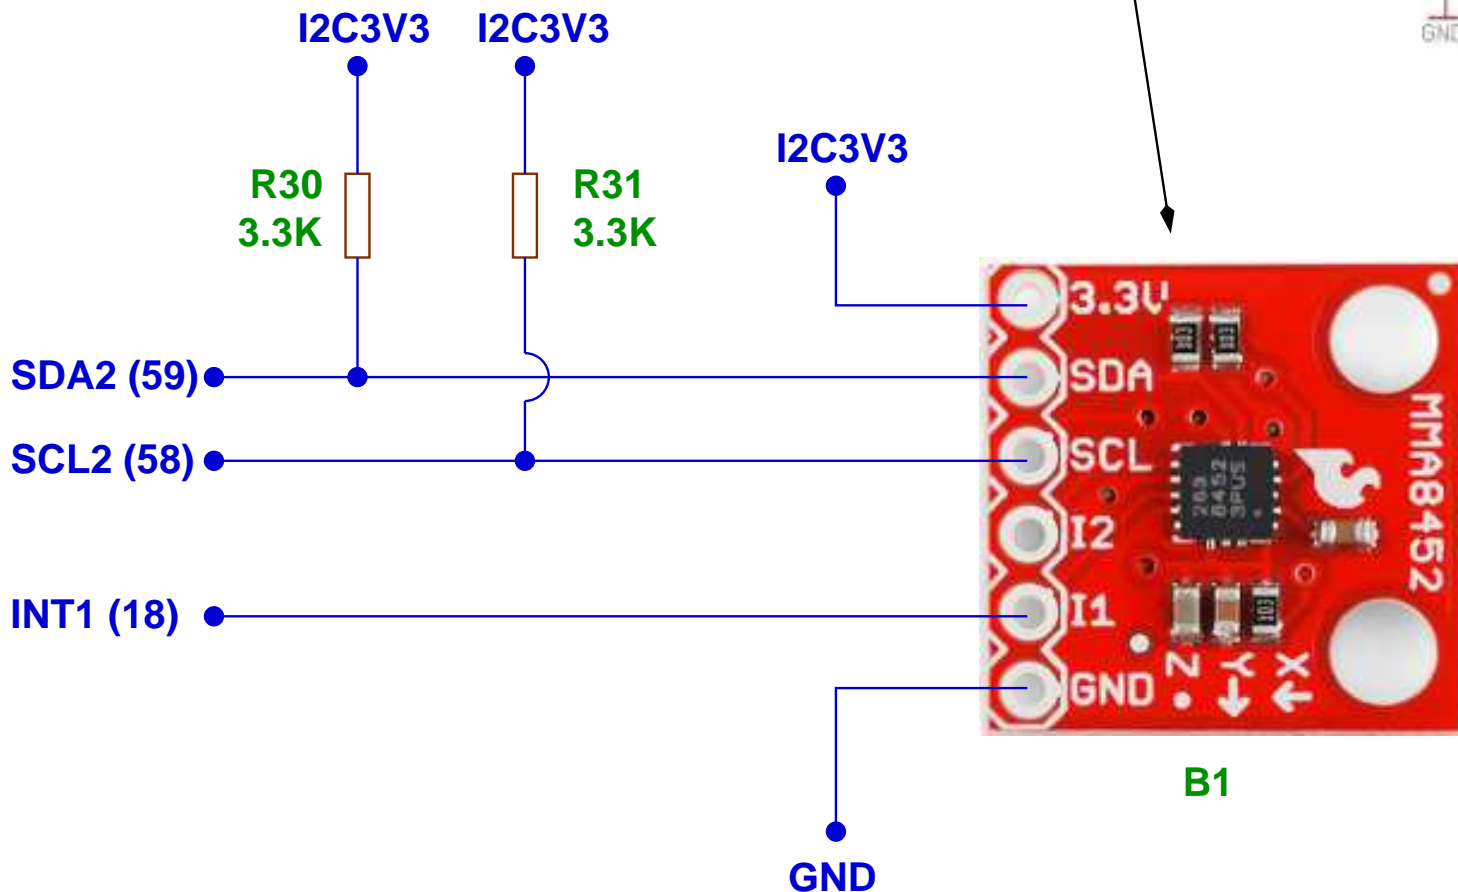 I2C3V3 I2C3V3
GND
I2C3V3
R30
3.3K
R31
3.3K
3.3V
SDA2 (59)
SDA
SCL2 (58)
SCL
MMA8452
I2
INT1 (18)
I1
GND
Z Y X
B1
GND